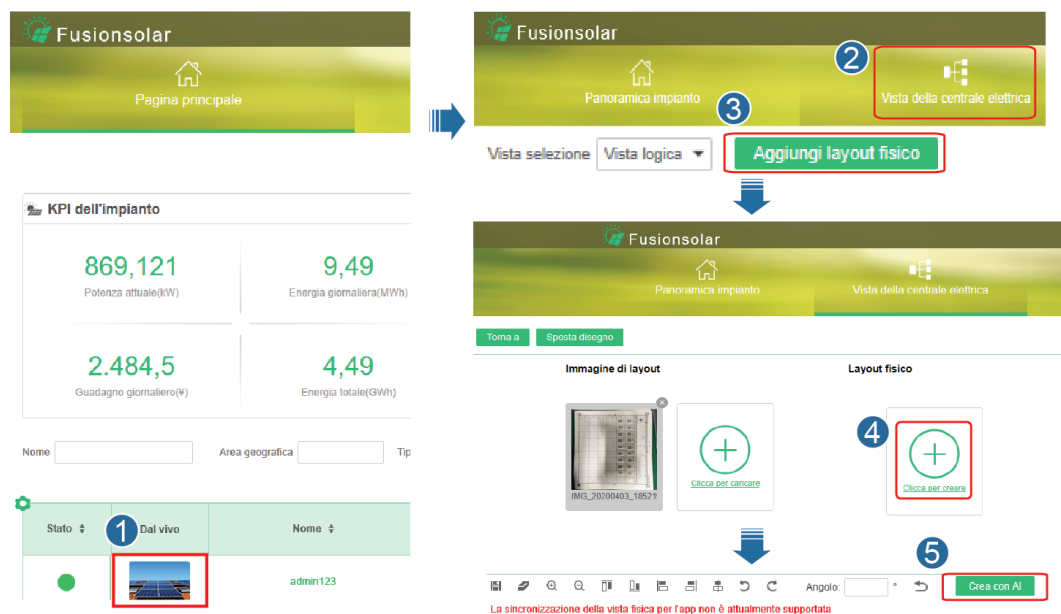 Fusionsolar
Pagina principale
KPI dell'impianto
869,121
Potenza attuale(kW)
9,49
Energia giornaliera(MWh)
2.484,5
Guadagno giornaliero(¥)
4,49
Energia totale(GWh)
Nome
Area geografica
Tip
Stato
1
Dal vivo
Nome
admin123
Fusionsolar
2
Panoramica impianto
Vista della centrale elettrica
3
Vista selezione
Vista logica
Aggiungi layout fisico
Fusionsolar
Panoramica impianto
Vista della centrale elettrica
Torna a
Sposta disegno
Immagine di layout
Layout fisico
IMG_20200403_18521
Clicca per caricare
4
Clicca per creare
5
Angolo:
°
Crea con AI
La sincronizzazione della vista fisica per l'app non è attualmente supportata